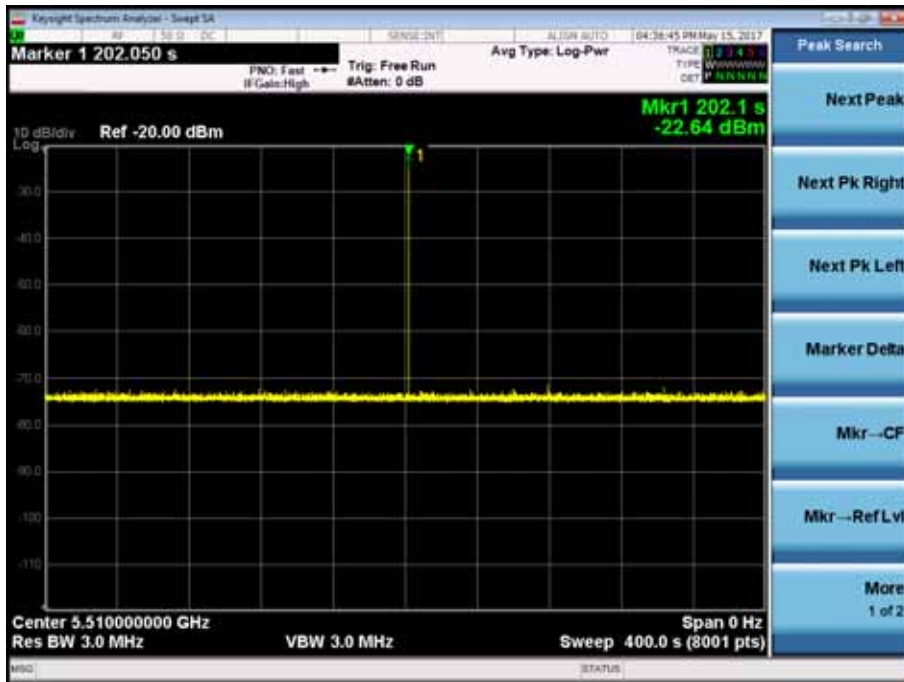 Keysight Spectrum Analyzer - Swept SA
RF 50 Ω DC SENSE:INT ALIGN AUTO 04:36:45 PM May 15, 2017
Marker 1 202.050 s
PNO: Fast
IFGain:High
Trig: Free Run
#Atten: 0 dB
Avg Type: Log-Pwr
TRACE 1 2 3 4 5 6
TYPE
DET P N N N N N
Peak Search
Mkr1 202.1 s
-22.64 dBm
10 dB/div Ref -20.00 dBm
Log
1
-30.0
-40.0
-50.0
-60.0
-70.0
-80.0
-90.0
-100
-110
Center 5.510000000 GHz Span 0 Hz
Res BW 3.0 MHz VBW 3.0 MHz Sweep 400.0 s (8001 pts)
MSG STATUS
Next Peak
Next Pk Right
Next Pk Left
Marker Delta
Mkr→CF
Mkr→Ref Lvl
More
1 of 2